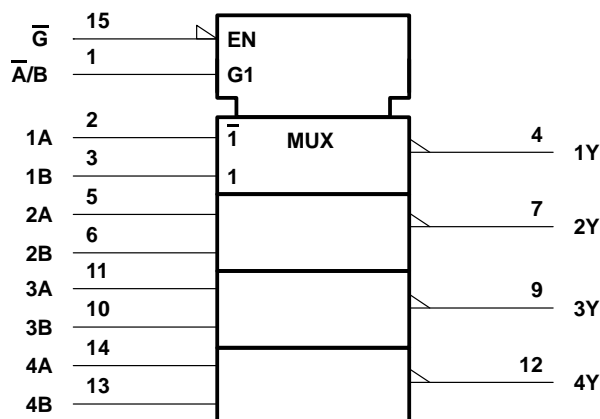 G̅ 15 EN
A̅/B 1 G1
MUX
1A 2 1̅ 4 1Y
1B 3 1
2A 5 7 2Y
2B 6
3A 11 9 3Y
3B 10
4A 14 12 4Y
4B 13